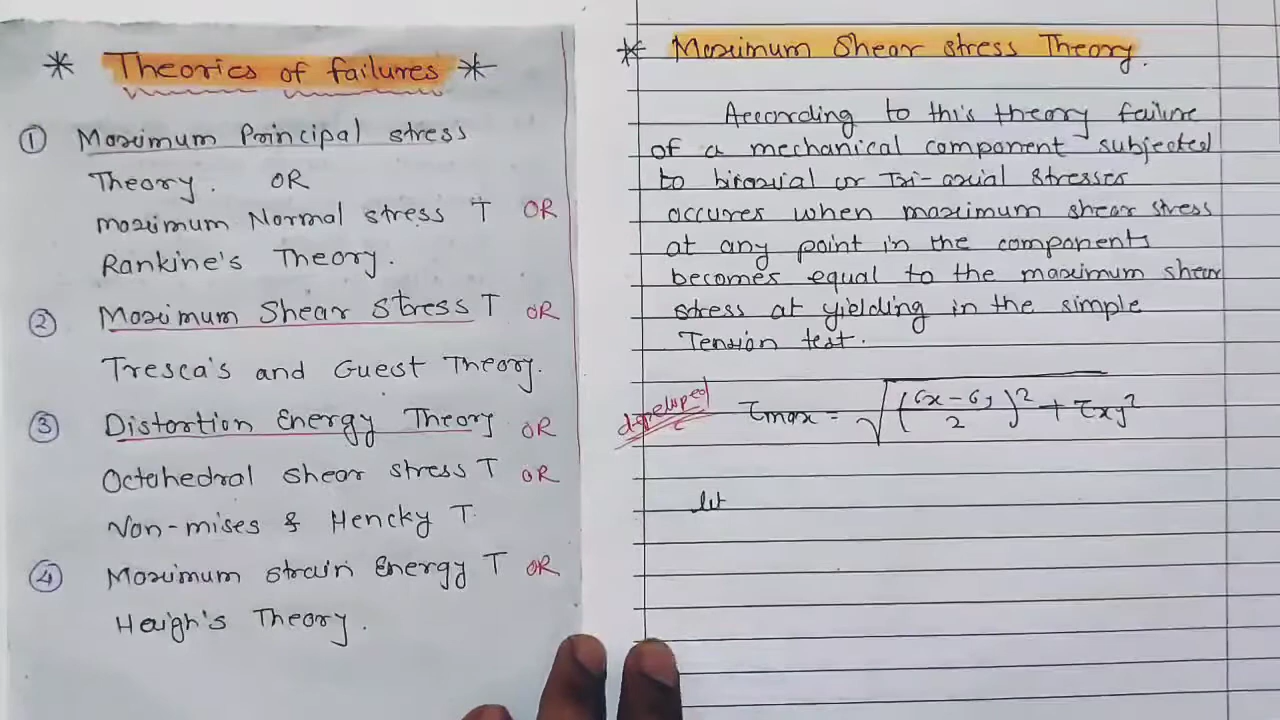 * Theories of failures *
① Maximum Principal stress
Theory. OR
maximum Normal stress T OR
Rankine's Theory.
② Maximum Shear Stress T OR
Tresca's and Guest Theory.
③ Distortion Energy Theory OR
Octahedral shear stress T OR
Von-mises & Hencky T
④ Maximum strain Energy T OR
Heigh's Theory.
* Maximum Shear stress Theory.
According to this theory failure
of a mechanical component subjected
to biaxial or Tri-axial stresses
occures when maximum shear stress
at any point in the components
becomes equal to the maximum shear
stress at yielding in the simple
Tension test.
developed τmax = √((σx - σy / 2)² + τxy²
let